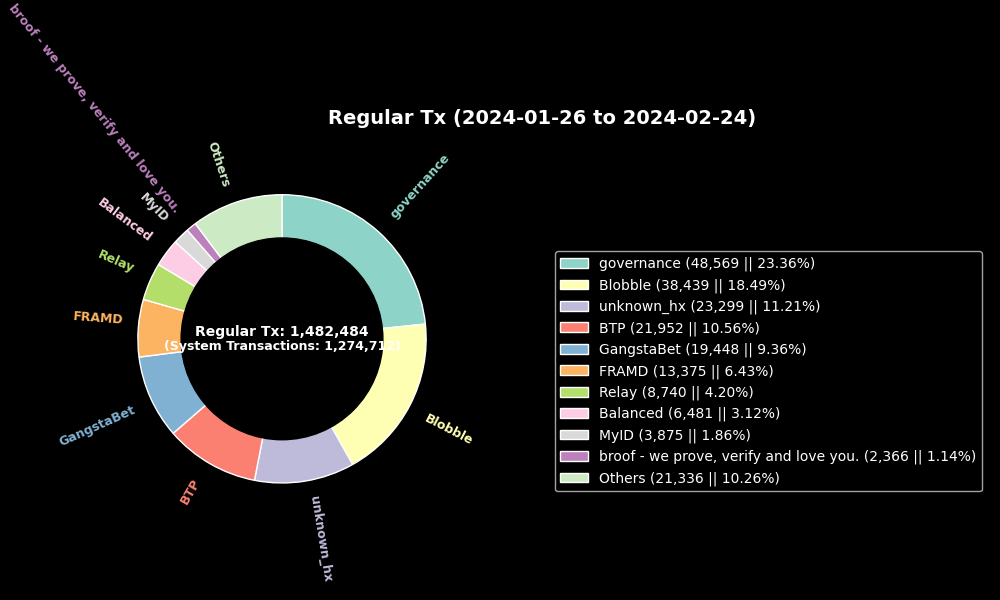 Regular Tx (2024-01-26 to 2024-02-24)
broof - we prove, verify and love you.
Others
governance
MyID
Balanced
Relay
FRAMD
GangstaBet
BTP
unknown_hx
Blobble
Regular Tx: 1,482,484
(System Transactions: 1,274,712)
governance (48,569 || 23.36%)
Blobble (38,439 || 18.49%)
unknown_hx (23,299 || 11.21%)
BTP (21,952 || 10.56%)
GangstaBet (19,448 || 9.36%)
FRAMD (13,375 || 6.43%)
Relay (8,740 || 4.20%)
Balanced (6,481 || 3.12%)
MyID (3,875 || 1.86%)
broof - we prove, verify and love you. (2,366 || 1.14%)
Others (21,336 || 10.26%)